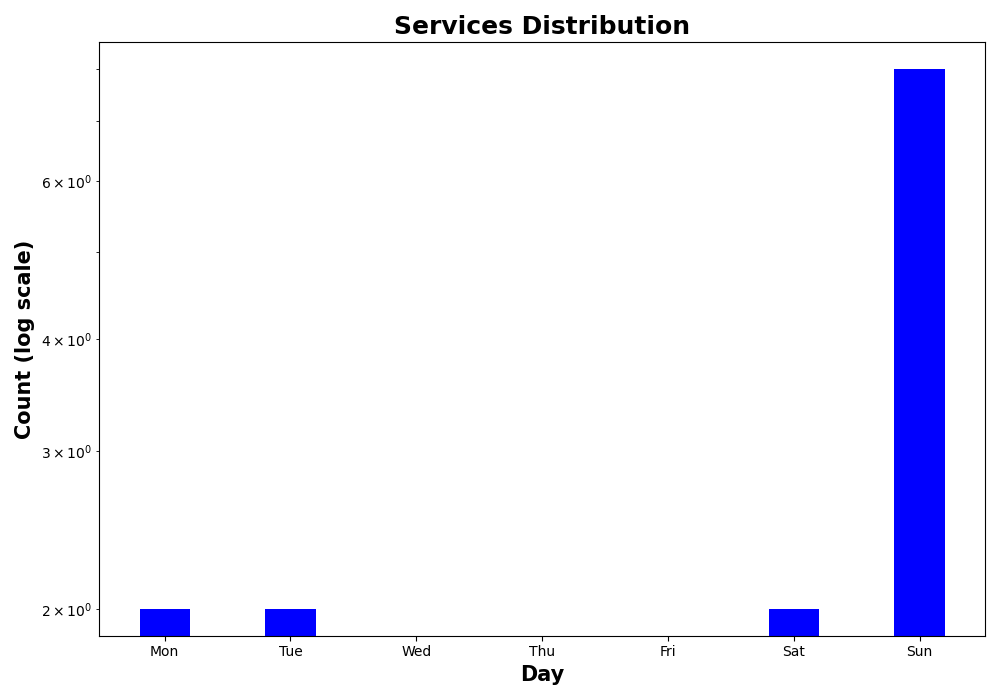 Services Distribution
6 × 10⁰
4 × 10⁰
3 × 10⁰
2 × 10⁰
Count (log scale)
Mon Tue Wed Thu Fri Sat Sun
Day